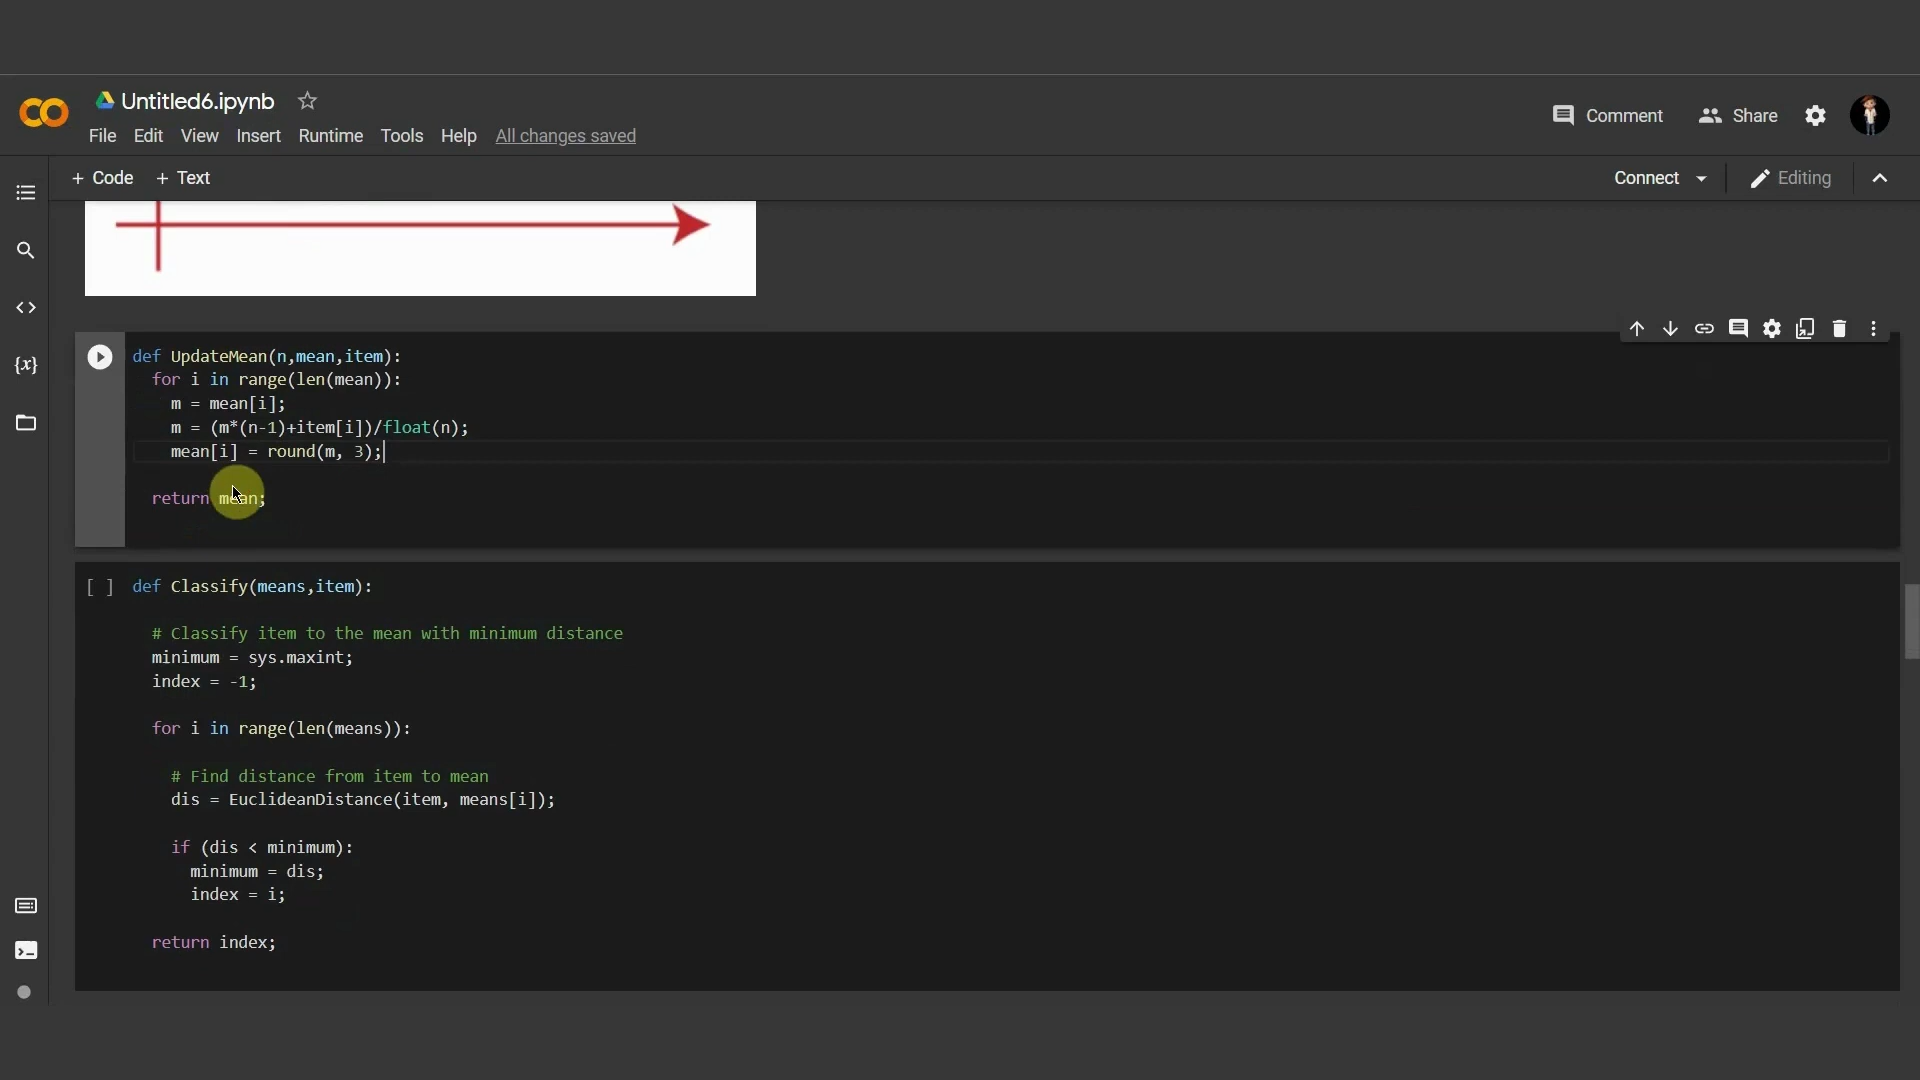 Untitled6.ipynb
File Edit View Insert Runtime Tools Help All changes saved
Comment Share
+ Code + Text
Connect Editing
def UpdateMean(n,mean,item):
for i in range(len(mean)):
m = mean[i];
m = (m*(n-1)+item[i])/float(n);
mean[i] = round(m, 3);
return mean;
[ ] def Classify(means,item):
# Classify item to the mean with minimum distance
minimum = sys.maxint;
index = -1;
for i in range(len(means)):
# Find distance from item to mean
dis = EuclideanDistance(item, means[i]);
if (dis < minimum):
minimum = dis;
index = i;
return index;